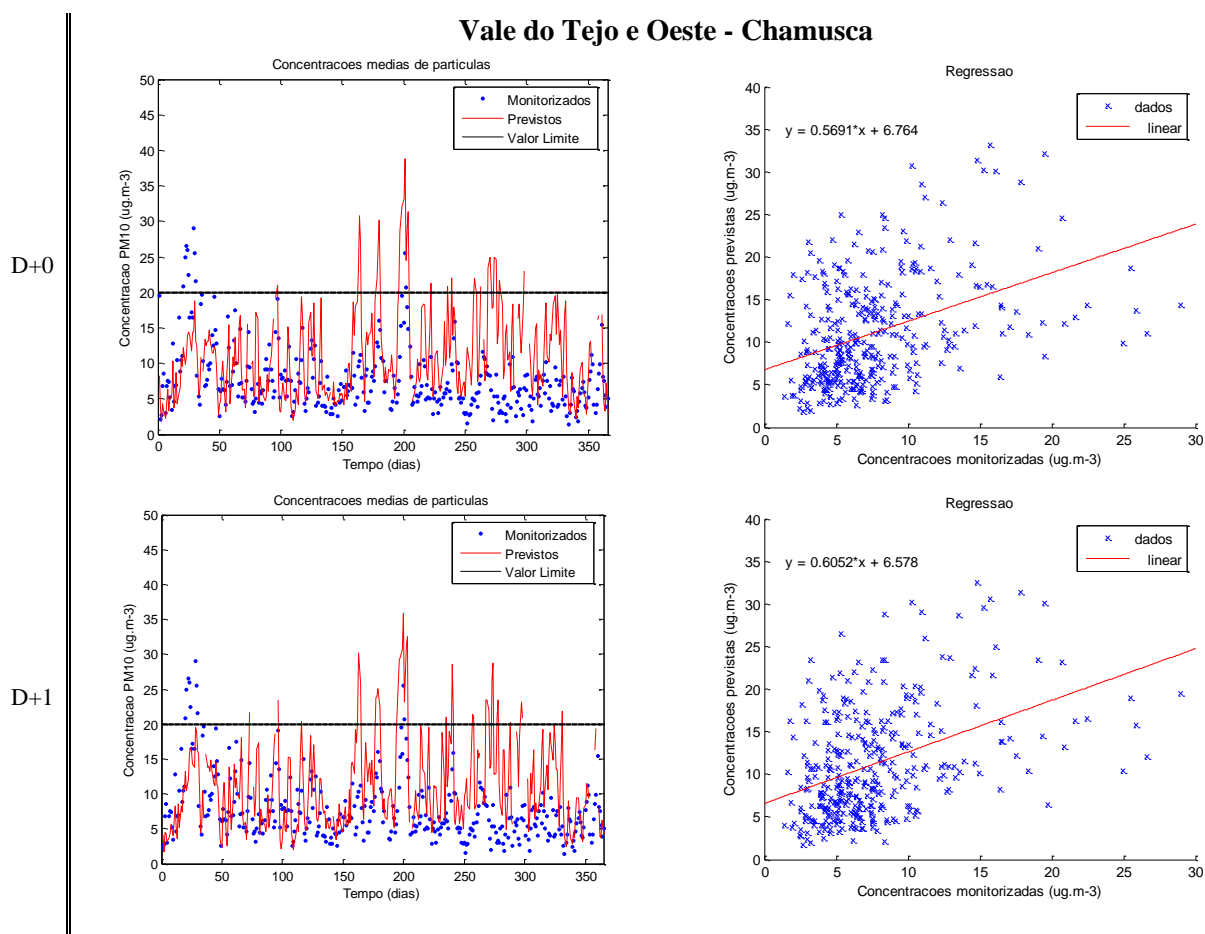 Vale do Tejo e Oeste - Chamusca
D+0
Concentracoes medias de particulas
Concentracao PM10 (ug.m-3)
50
45
40
35
30
25
20
15
10
5
0
0 50 100 150 200 250 300 350
Tempo (dias)
Monitorizados
Previstos
Valor Limite
Regressao
Concentracoes previstas (ug.m-3)
40
35
30
25
20
15
10
5
0
0 5 10 15 20 25 30
Concentracoes monitorizadas (ug.m-3)
y = 0.5691*x + 6.764
dados
linear
D+1
Concentracoes medias de particulas
Concentracao PM10 (ug.m-3)
50
45
40
35
30
25
20
15
10
5
0
0 50 100 150 200 250 300 350
Tempo (dias)
Monitorizados
Previstos
Valor Limite
Regressao
Concentracoes previstas (ug.m-3)
40
35
30
25
20
15
10
5
0
0 5 10 15 20 25 30
Concentracoes monitorizadas (ug.m-3)
y = 0.6052*x + 6.578
dados
linear